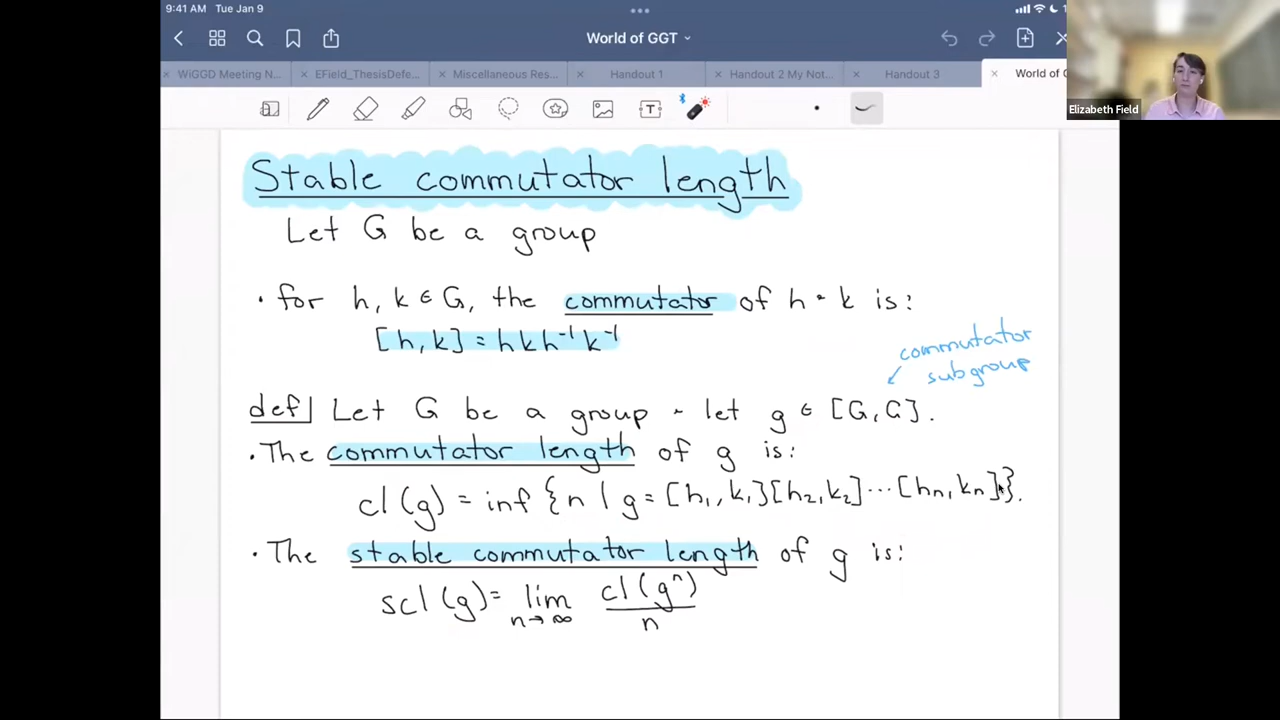 9:41 AM Tue Jan 9
World of GGT
WiGGD Meeting N...
EField_ThesisDefe...
Miscellaneous Res...
Handout 1
Handout 2 My Not...
Handout 3
World of
Elizabeth Field
Stable commutator length
Let G be a group
• for h, k ∈ G, the commutator of h + k is:
[h, k] = hkh⁻¹k⁻¹
commutator
subgroup
def] Let G be a group + let g ∈ [G, G].
• The commutator length of g is:
cl(g) = inf {n | g = [h₁, k₁][h₂, k₂]⋯[hₙ, kₙ]}.
• The stable commutator length of g is:
scl(g) = lim n→∞ cl(gⁿ)/n